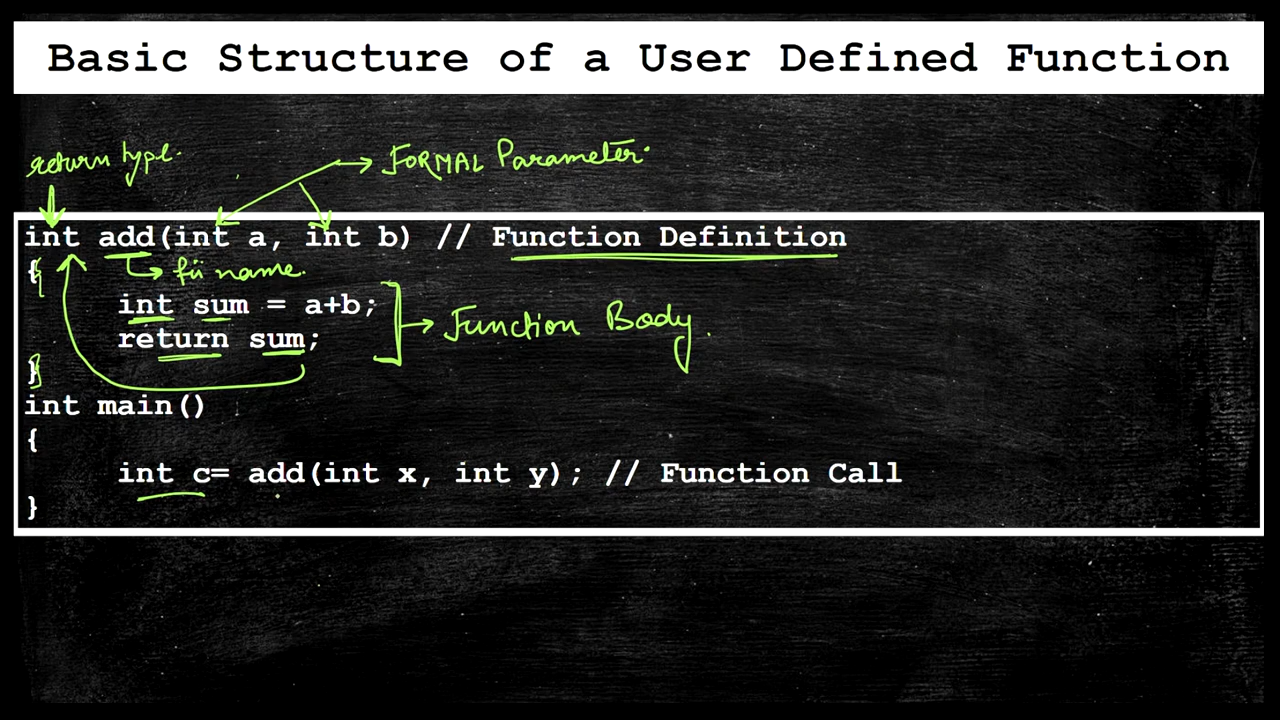 Basic Structure of a User Defined Function
return type.
FORMAL Parameter.
int add(int a, int b) // Function Definition
{
fn name.
int sum = a+b;
Function Body.
return sum;
}
int main()
{
int c= add(int x, int y); // Function Call
}